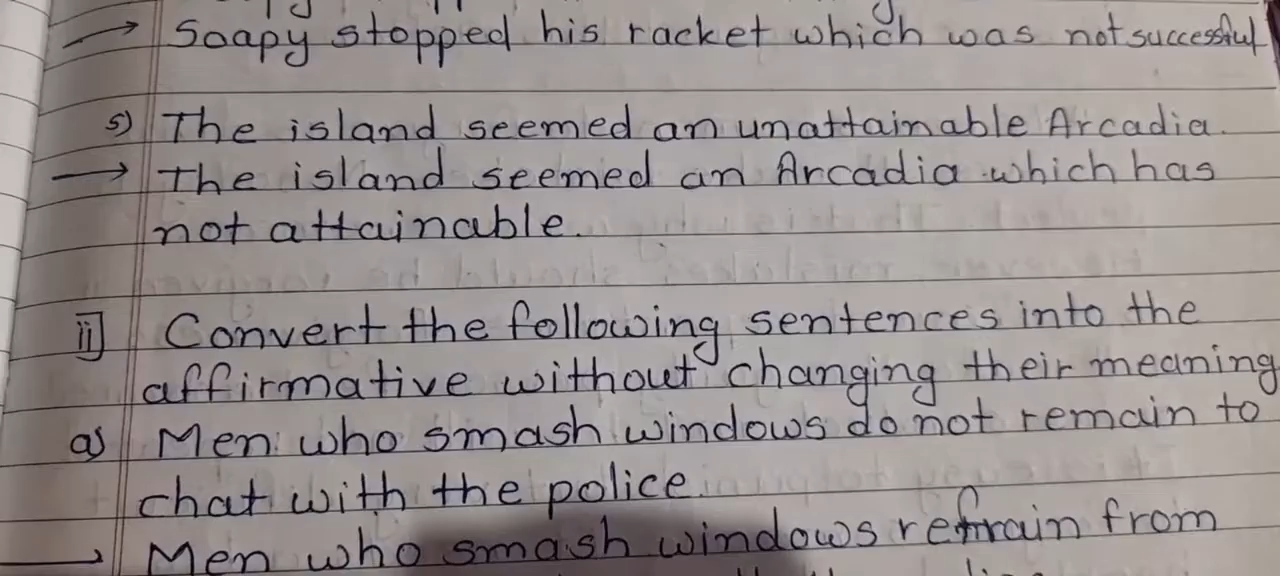 → Soapy stopped his racket which was not successful
5) The island seemed an unattainable Arcadia.
→ The island seemed an Arcadia which has
not attainable.
ii] Convert the following sentences into the
affirmative without changing their meaning
a) Men who smash windows do not remain to
chat with the police.
→ Men who smash windows refrain from